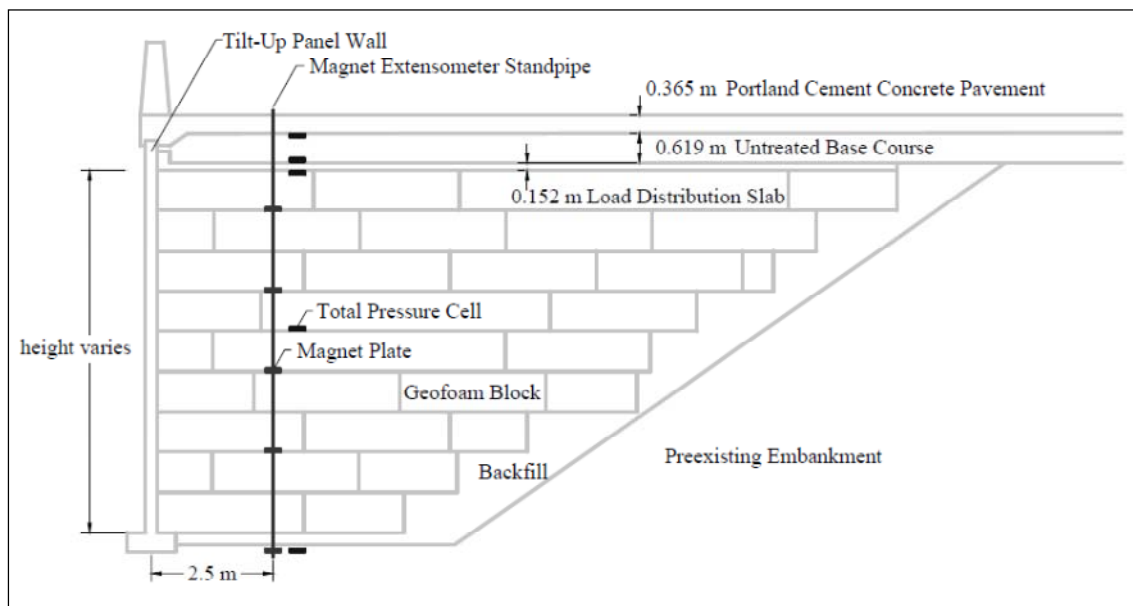 Tilt-Up Panel Wall
Magnet Extensometer Standpipe
0.365 m Portland Cement Concrete Pavement
0.619 m Untreated Base Course
0.152 m Load Distribution Slab
Total Pressure Cell
height varies
Magnet Plate
Geofoam Block
Preexisting Embankment
Backfill
2.5 m